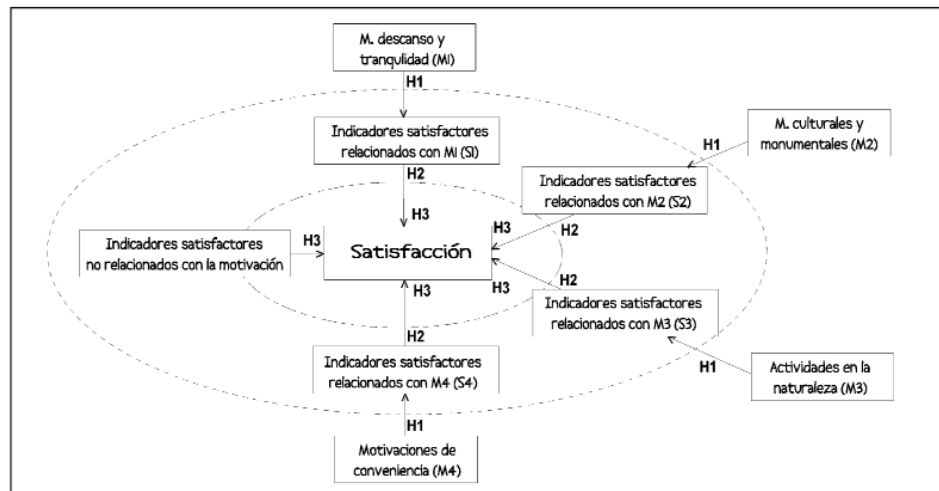 M. descanso y
tranqulidad (M1)
H1
Indicadores satisfactores
relacionados con M1 (S1)
H2
H3
M. culturales y
monumentales (M2)
H1
Indicadores satisfactores
relacionados con M2 (S2)
H2
H3
Indicadores satisfactores
no relacionados con la motivación
H3
Satisfacción
H3
H3
H2
Indicadores satisfactores
relacionados con M3 (S3)
H1
Actividades en la
naturaleza (M3)
H2
Indicadores satisfactores
relacionados con M4 (S4)
H1
Motivaciones de
conveniencia (M4)